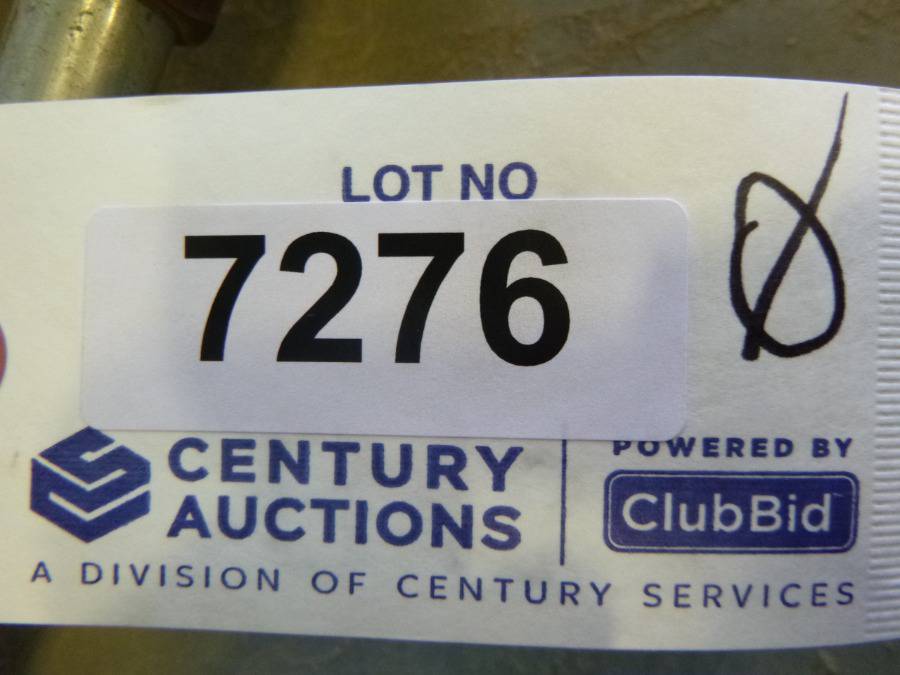 LOT NO
7276
Ø
CENTURY
AUCTIONS
POWERED BY
ClubBid
A DIVISION OF CENTURY SERVICES